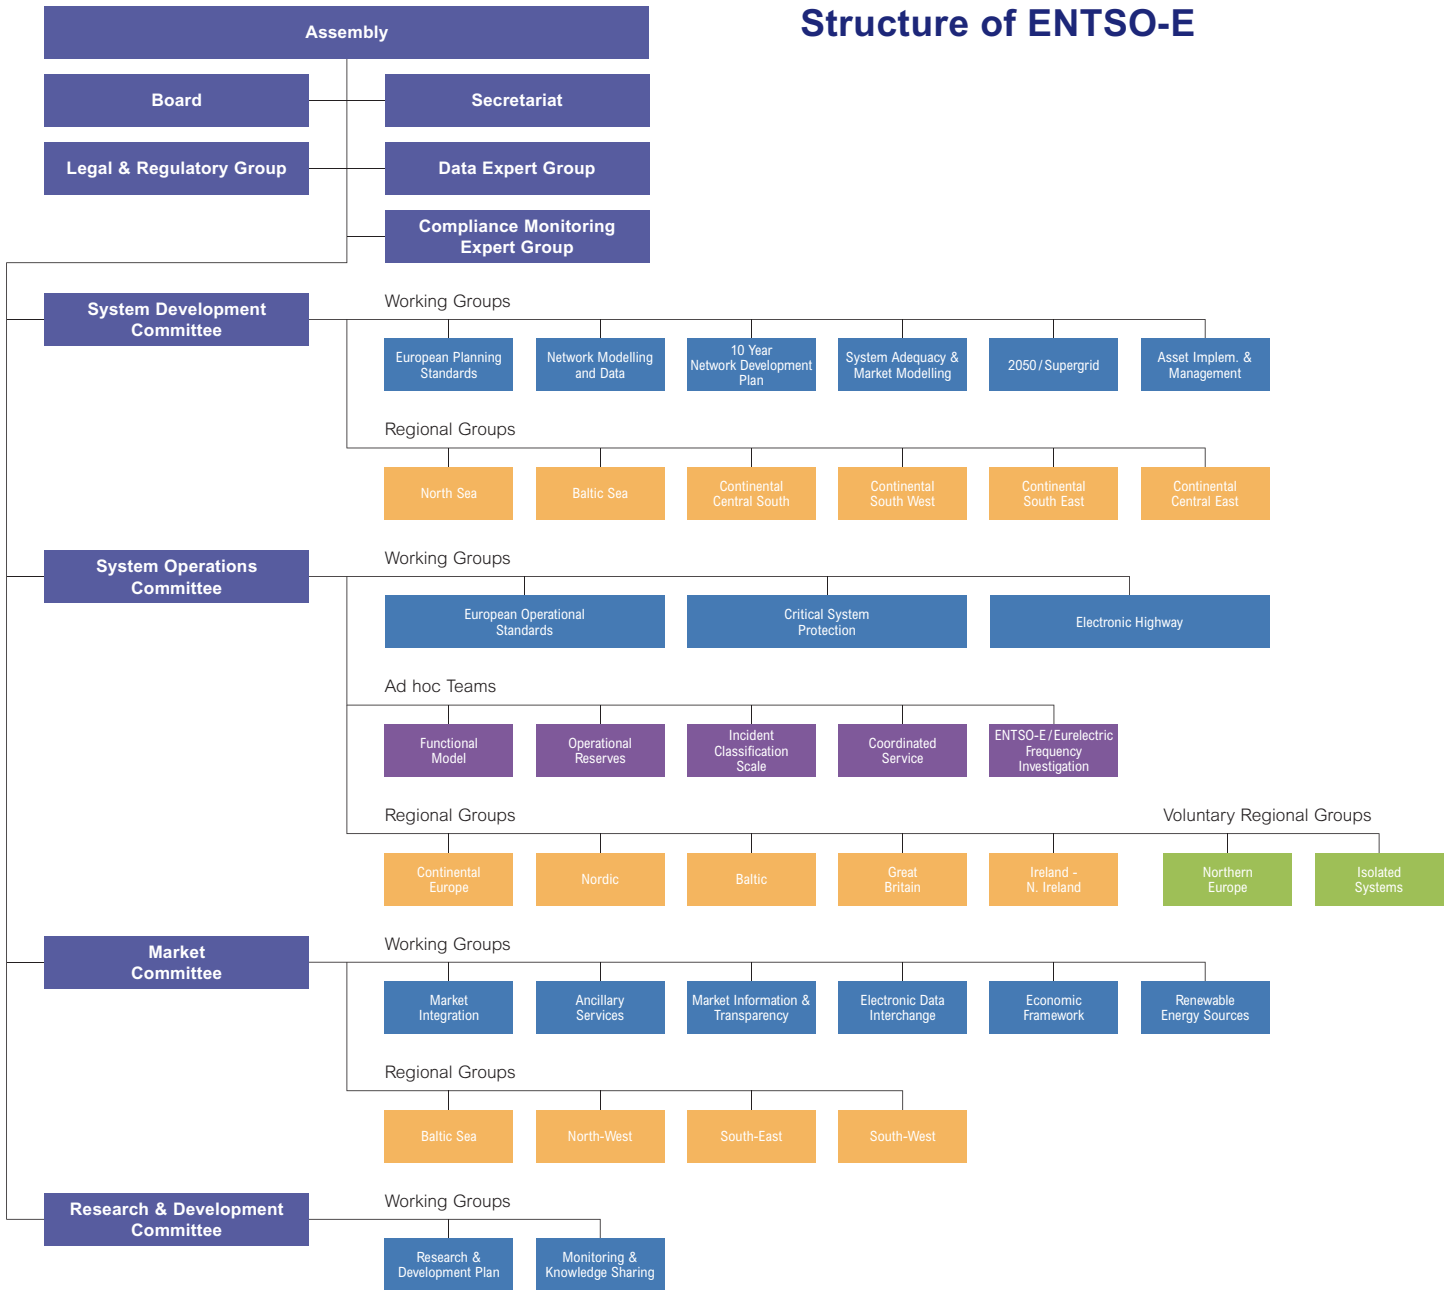 Structure of ENTSO-E
Assembly
Board
Secretariat
Legal & Regulatory Group
Data Expert Group
Compliance Monitoring
Expert Group
System Development
Committee
Working Groups
European Planning
Standards
Network Modelling
and Data
10 Year
Network Development
Plan
System Adequacy &
Market Modelling
2050/Supergrid
Asset Implem. &
Management
Regional Groups
North Sea
Baltic Sea
Continental
Central South
Continental
South West
Continental
South East
Continental
Central East
System Operations
Committee
Working Groups
European Operational
Standards
Critical System
Protection
Electronic Highway
Ad hoc Teams
Functional
Model
Operational
Reserves
Incident
Classification
Scale
Coordinated
Service
ENTSO-E/Eurelectric
Frequency
Investigation
Regional Groups
Continental
Europe
Nordic
Baltic
Great
Britain
Ireland -
N. Ireland
Voluntary Regional Groups
Northern
Europe
Isolated
Systems
Market
Committee
Working Groups
Market
Integration
Ancillary
Services
Market Information &
Transparency
Electronic Data
Interchange
Economic
Framework
Renewable
Energy Sources
Regional Groups
Baltic Sea
North-West
South-East
South-West
Research & Development
Committee
Working Groups
Research &
Development Plan
Monitoring &
Knowledge Sharing